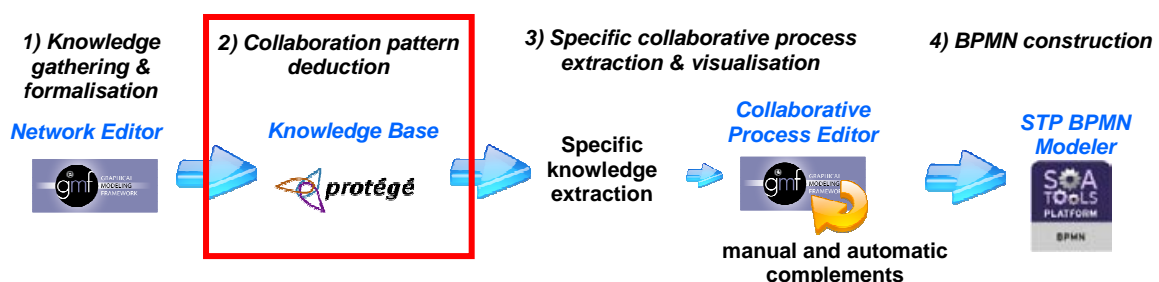 1) Knowledge
gathering &
formalisation
Network Editor
gmf
GRAPHICAL
MODELING
FRAMEWORK
2) Collaboration pattern
deduction
Knowledge Base
protégé
3) Specific collaborative process
extraction & visualisation
Specific
knowledge
extraction
Collaborative
Process Editor
gmf
GRAPHICAL
MODELING
manual and automatic
complements
4) BPMN construction
STP BPMN
Modeler
SOA
TOOLS
PLATFORM
BPMN